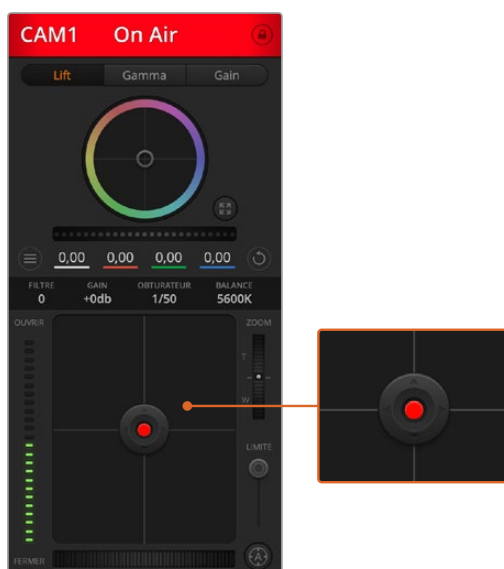 CAM1 On Air
Lift Gamma Gain
0,00 0,00 0,00 0,00
FILTRE GAIN OBTURATEUR BALANCE
0 +0db 1/50 5600K
OUVRIR ZOOM
T
W
LIMITE
FERMER A